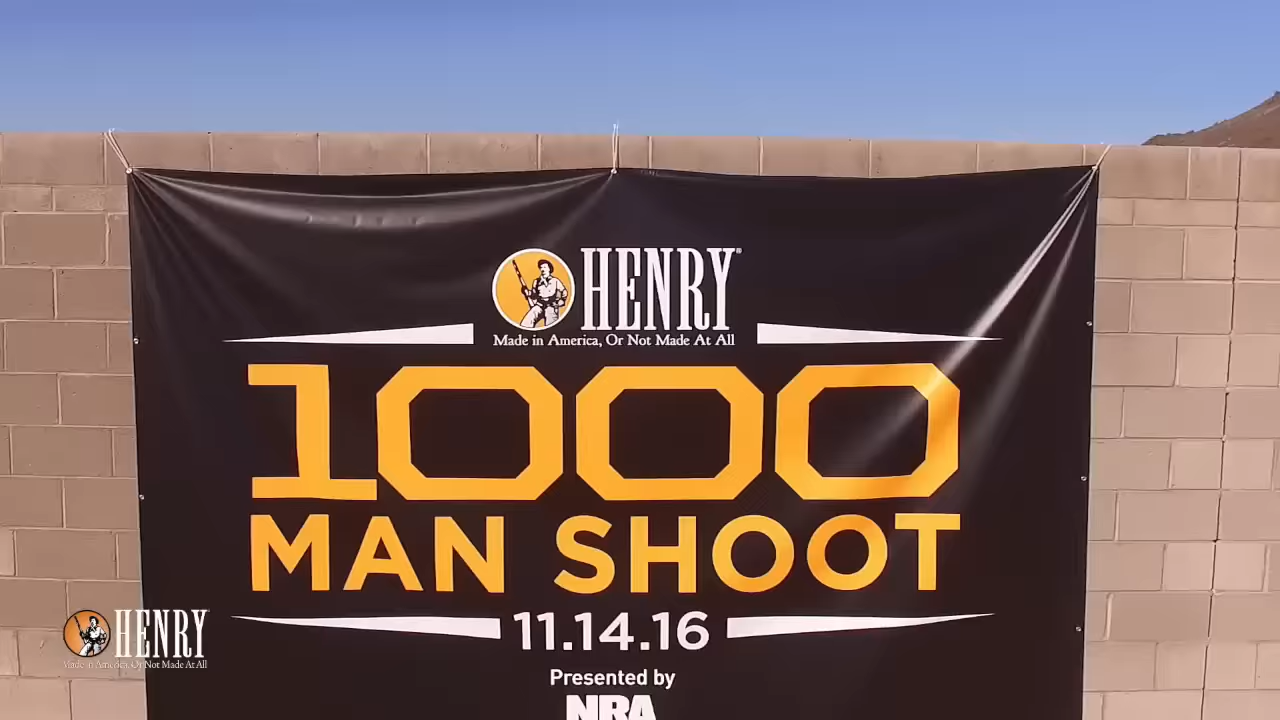 HENRY®
Made in America, Or Not Made At All
1000
MAN SHOOT
11.14.16
Presented by
NRA
HENRY
Made in America, Or Not Made At All